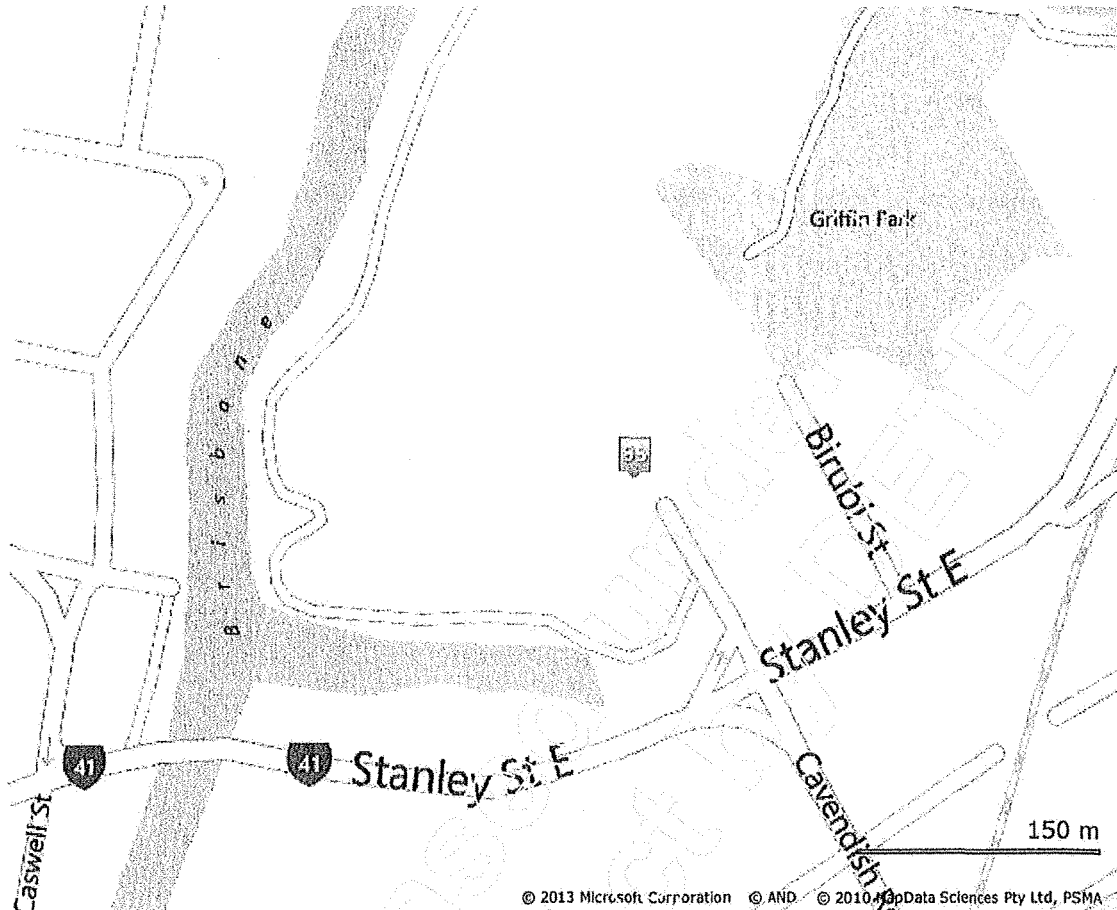 Griffin Park
Brisbane
Birubi St
Stanley St E
41
41
Stanley St E
Cavendish
Caswell St
150 m
© 2013 Microsoft Corporation © AND © 2010 MapData Sciences Pty Ltd, PSMA